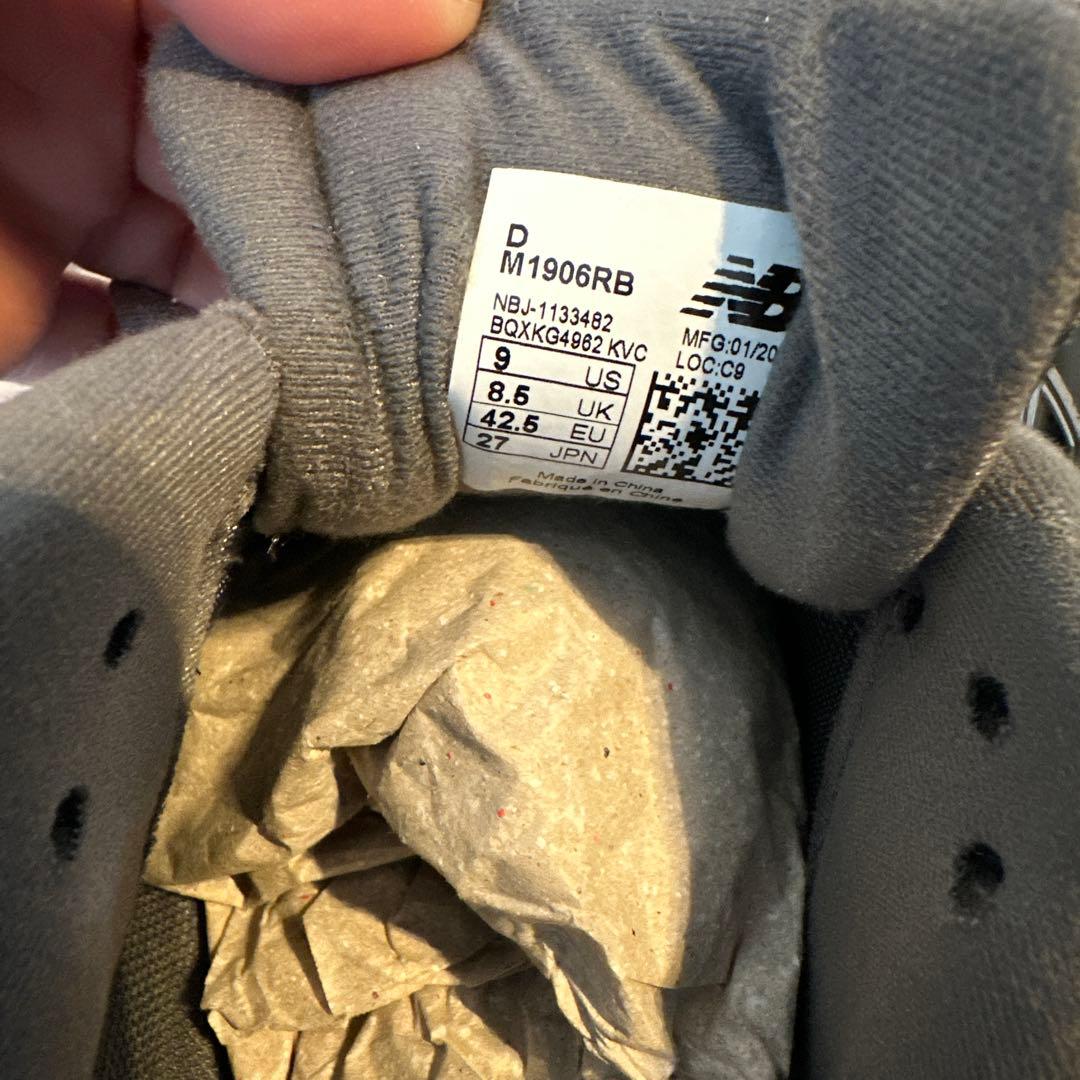 D
M1906RB
NB
NBJ-1133482
BQXKG4962 KVC
MFG:01/20
LOC:C9
9 US
8.5 UK
42.5 EU
27 JPN
Made in China
Fabriqué en Chine